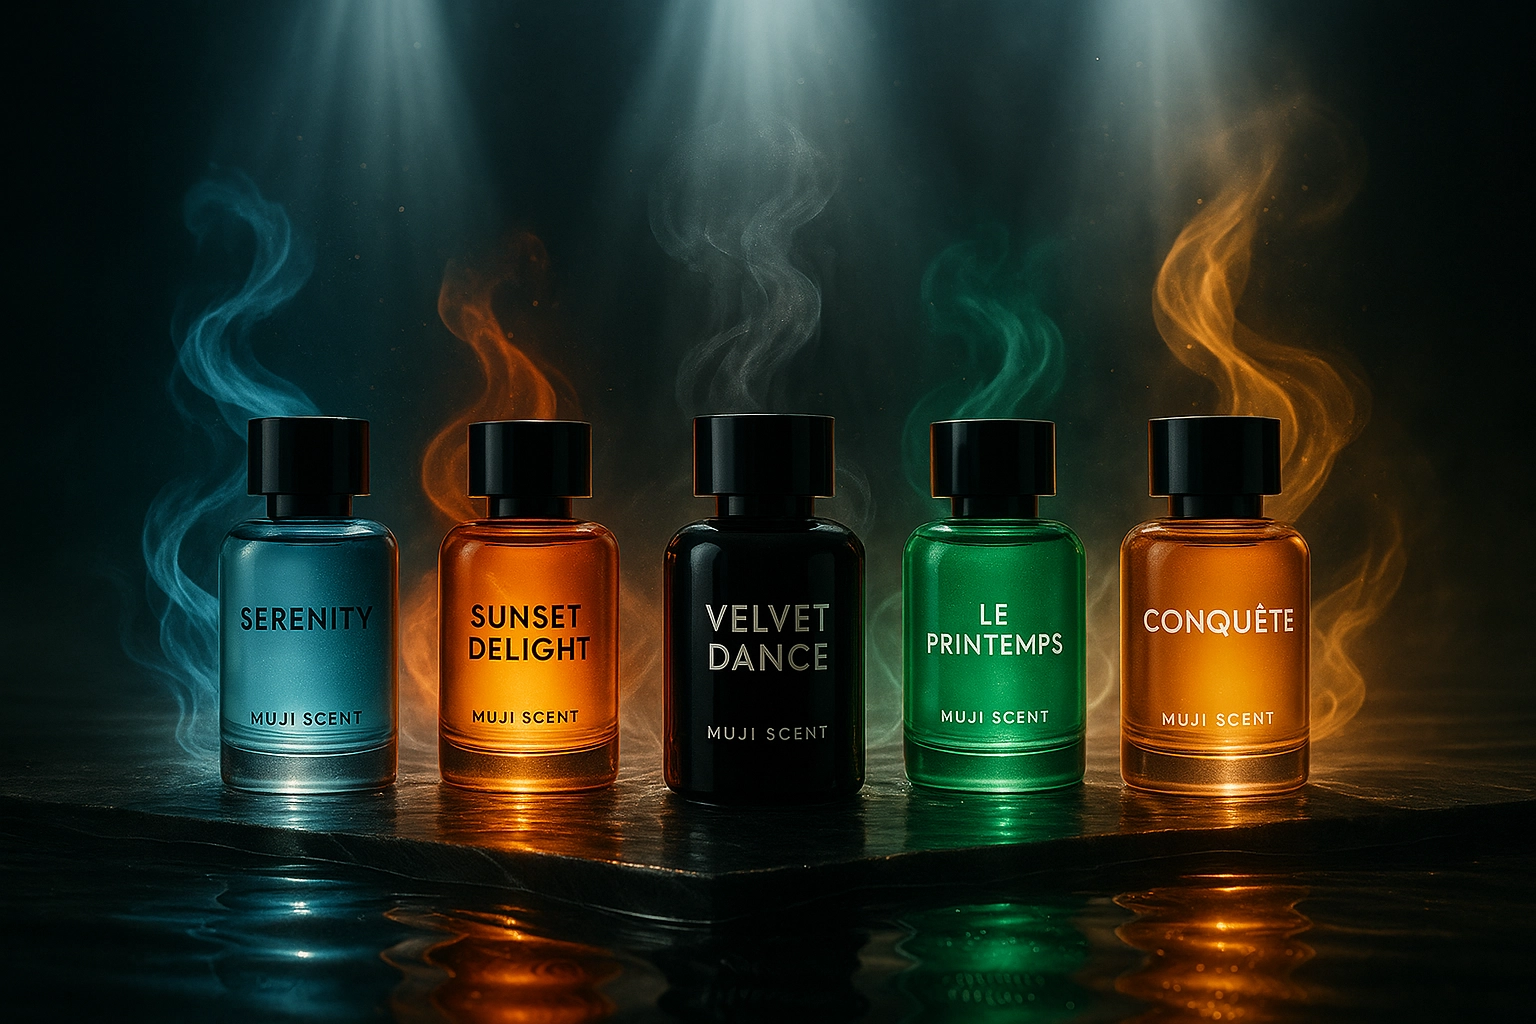 SERENITY
MUJI SCENT
SUNSET
DELIGHT
MUJI SCENT
VELVET
DANCE
MUJI SCENT
LE
PRINTEMPS
MUJI SCENT
CONQUÊTE
MUJI SCENT